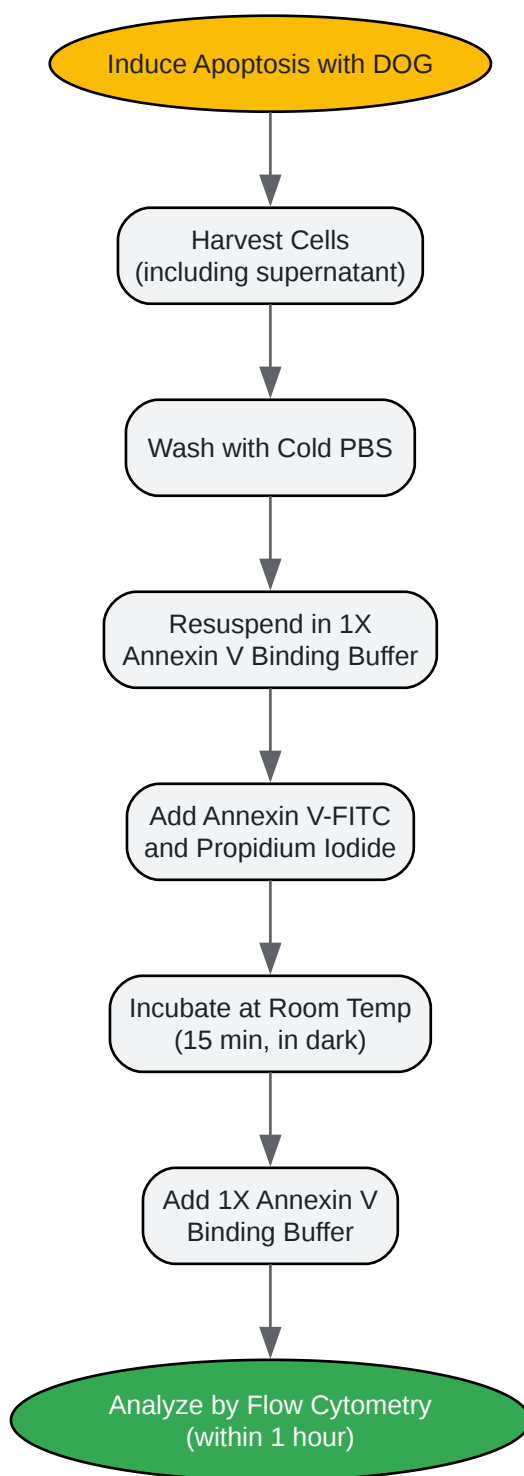 Induce Apoptosis with DOG
Harvest Cells
(including supernatant)
Wash with Cold PBS
Resuspend in 1X
Annexin V Binding Buffer
Add Annexin V-FITC
and Propidium Iodide
Incubate at Room Temp
(15 min, in dark)
Add 1X Annexin V
Binding Buffer
Analyze by Flow Cytometry
(within 1 hour)